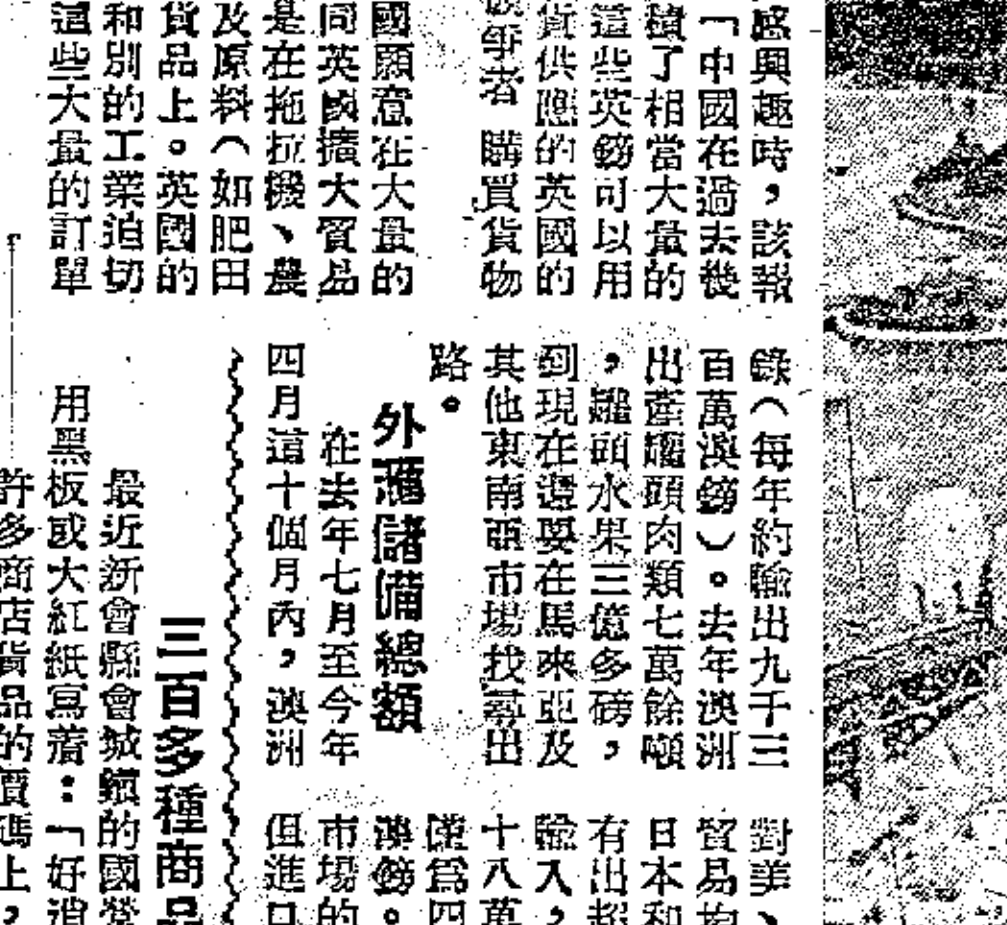 感興趣時,該報
「中國在過去幾
積了相當大量的
這些英鎊可以用
貨供應的英國的
爭者 購買貨物
國願意在大量的
同英國擴大貿易
是在拖拉機、農
及原料(如肥田
貨品上。英國的
和別的工業迫切
這些大量的訂單
錄(每年約輸出九千三
百萬澳鎊)。去年澳洲
出產罐頭肉類七萬餘噸
,罐頭水果三億多磅,
到現在還要在馬來亞及
其他東南亞市場找尋出
路。
外滙儲備總額
在去年七月至今年
四月這十個月內,澳洲
對美、
貿易均
日本和
有出超
輸入,
十八萬
僅為四
澳鎊。
市場的
但進口
三百多種商品
最近新會縣會城鎮的國營
用黑板或大紅紙寫着:「好消
許多商店貨品的價碼上,